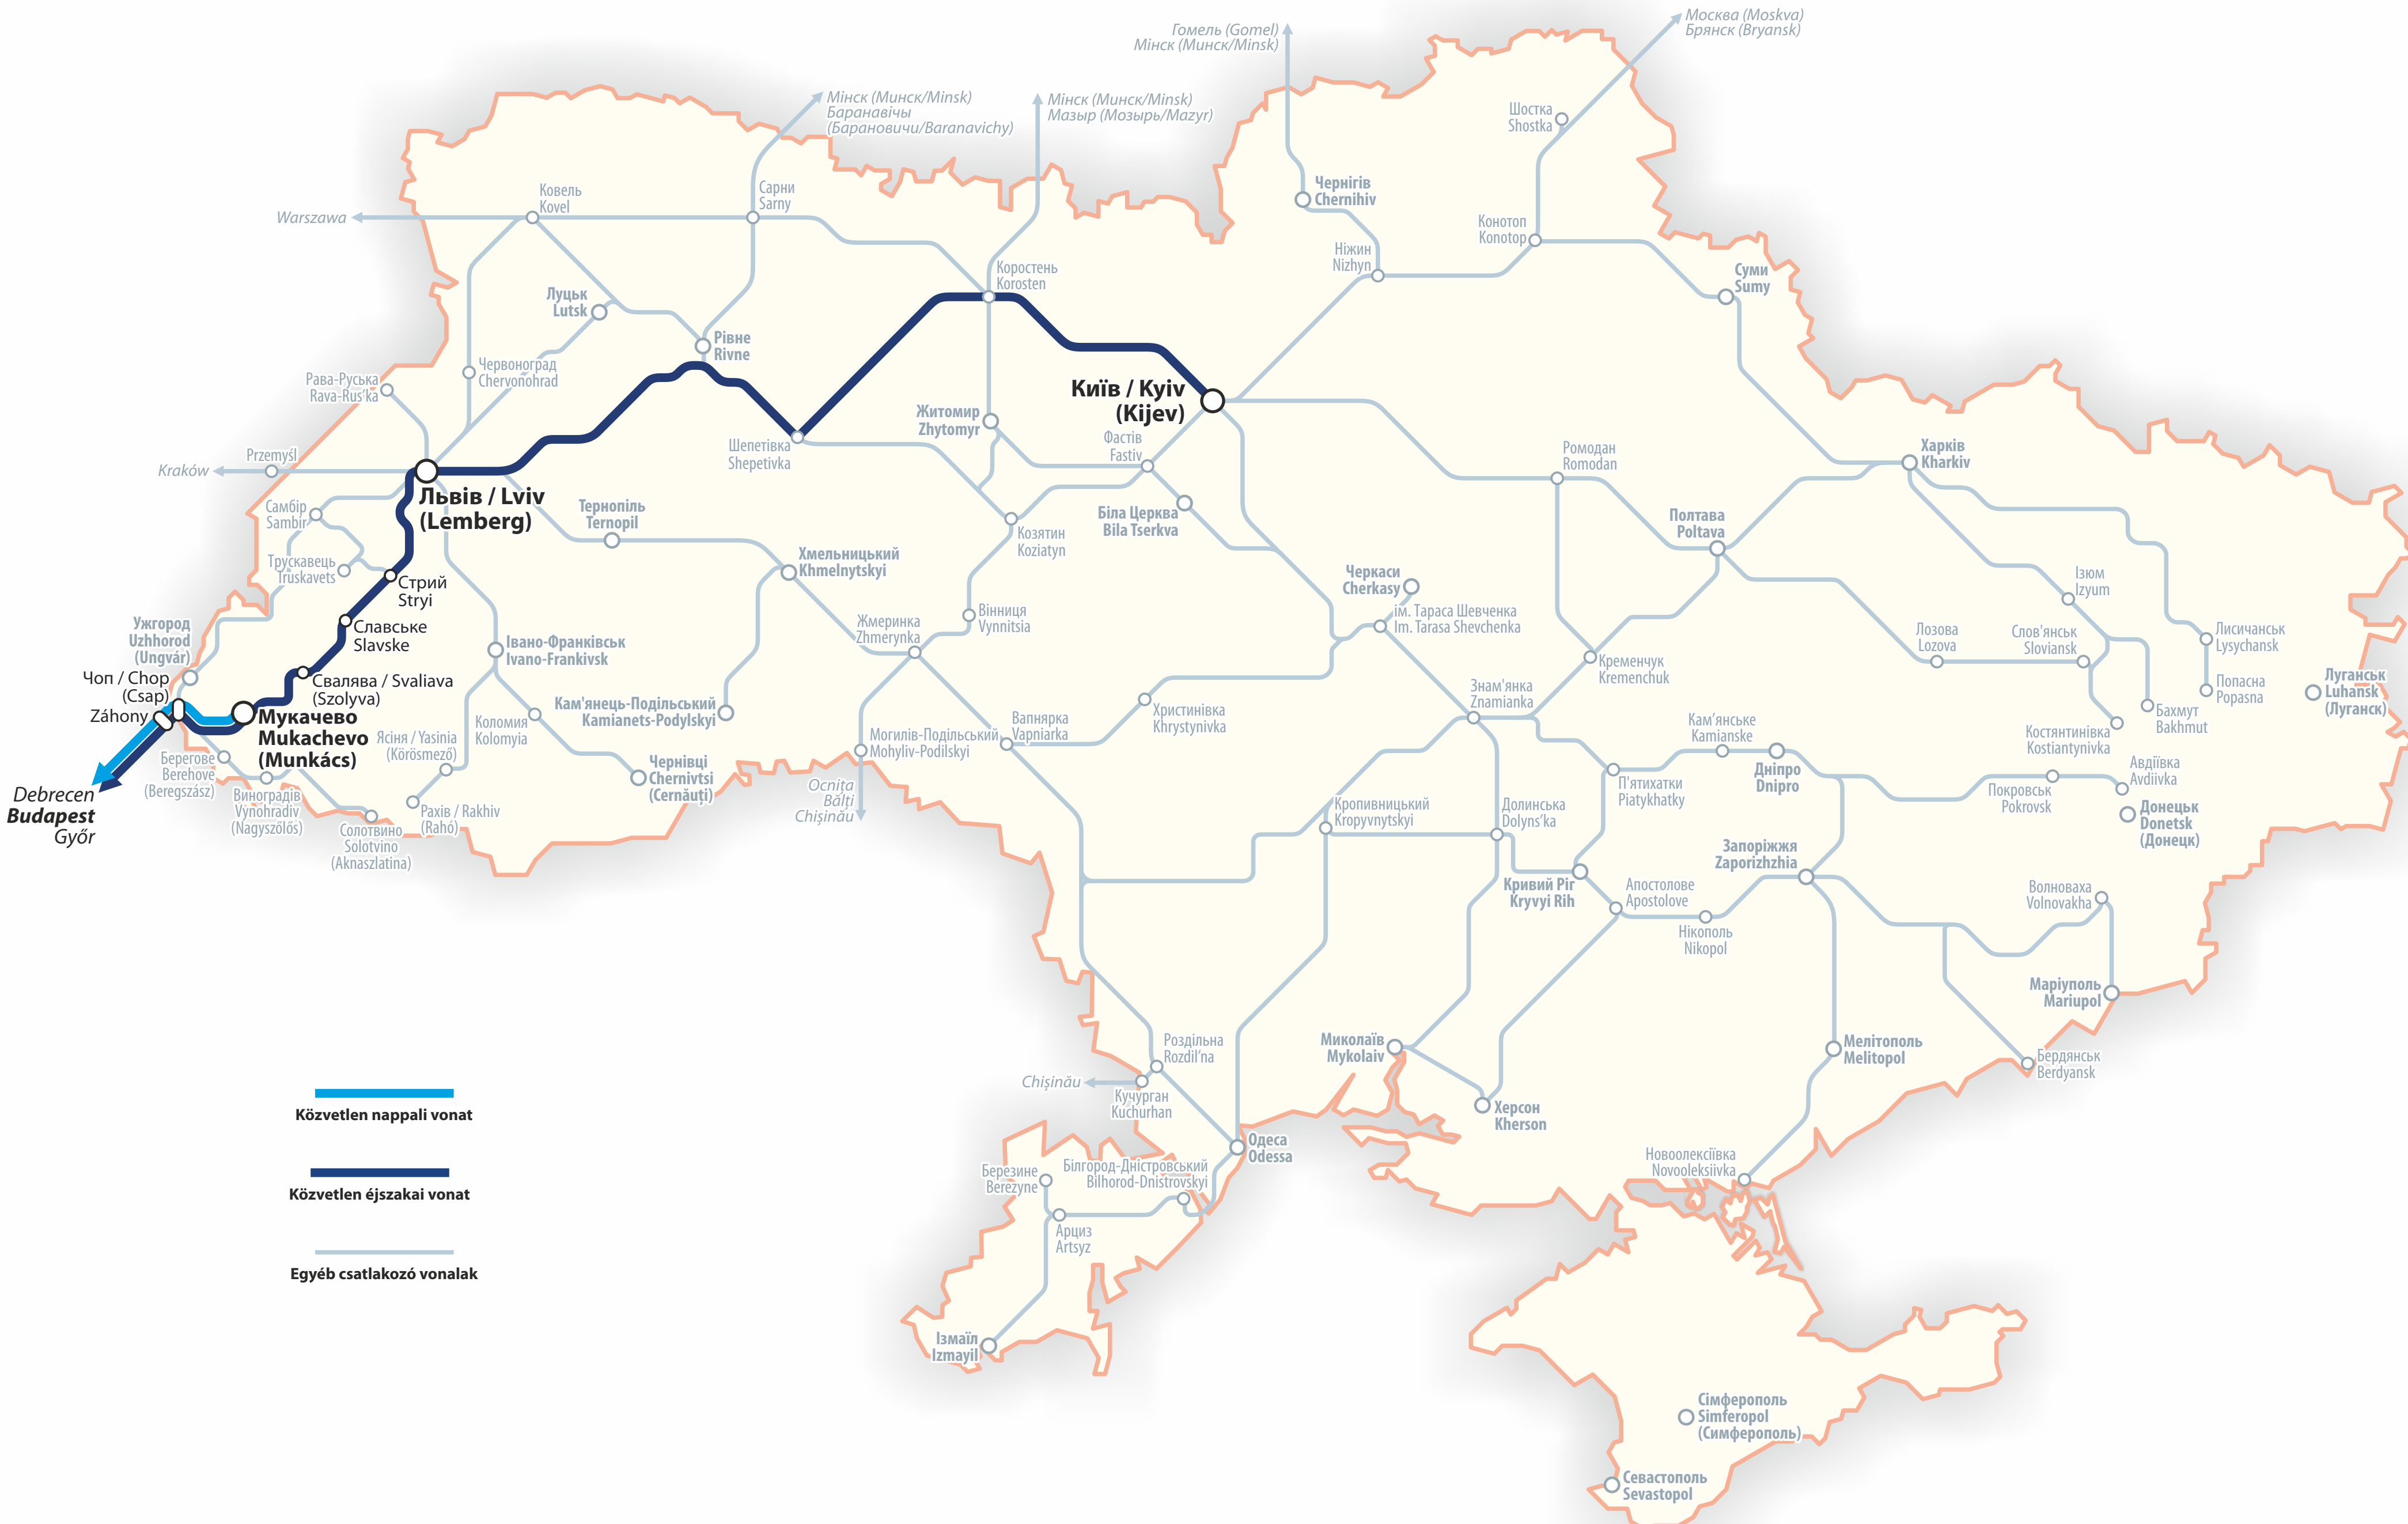 Москва (Moskva)
Брянск (Bryansk)
Гомель (Gomel)
Мінск (Минск/Minsk)
Мінск (Минск/Minsk)
Баранавічы
(Барановичи/Baranavichy)
Мінск (Минск/Minsk)
Мазыр (Мозырь/Mazyr)
Шостка
Shostka
Ковель
Kovel
Сарни
Sarny
Чернігів
Chernihiv
Warszawa
Конотоп
Konotop
Ніжин
Nizhyn
Коростень
Korosten
Суми
Sumy
Луцьк
Lutsk
Рівне
Rivne
Червоноград
Chervonohrad
Рава-Руська
Rava-Rus'ka
Київ / Kyiv
(Kijev)
Житомир
Zhytomyr
Шепетівка
Shepetivka
Фастів
Fastiv
Ромодан
Romodan
Харків
Kharkiv
Przemyśl
Kraków
Львів / Lviv
(Lemberg)
Самбір
Sambir
Тернопіль
Ternopil
Біла Церква
Bila Tserkva
Полтава
Poltava
Козятин
Koziatyn
Хмельницький
Khmelnytskyi
Трускавець
Truskavets
Стрий
Stryi
Черкаси
Cherkasy
Ізюм
Izyum
Вінниця
Vynnitsia
ім. Тараса Шевченка
Im. Tarasa Shevchenka
Жмеринка
Zhmerynka
Славське
Slavske
Ужгород
Uzhhorod
(Ungvár)
Івано-Франківськ
Ivano-Frankivsk
Лозова
Lozova
Слов'янськ
Sloviansk
Лисичанськ
Lysychansk
Кременчук
Kremenchuk
Чоп / Chop
(Csap)
Свалява / Svaliava
(Szolyva)
Záhony
Мукачево
Mukachevo
(Munkács)
Кам'янець-Подільський
Kamianets-Podylskyi
Знам'янка
Znamianka
Попасна
Popasna
Луганськ
Luhansk
(Луганск)
Христинівка
Khrystynivka
Коломия
Kolomyia
Вапнярка
Vapniarka
Бахмут
Bakhmut
Кам’янське
Kamianske
Костянтинівка
Kostiantynivka
Ясіня / Yasinia
(Körösmező)
Могилів-Подільський
Mohyliv-Podilskyi
Берегове
Berehove
(Beregszász)
Чернівці
Chernivtsi
(Cernăuți)
Дніпро
Dnipro
Авдіївка
Avdiivka
П'ятихатки
Piatykhatky
Покровськ
Pokrovsk
Ocnița
Bălți
Chișinău
Debrecen
Budapest
Győr
Виноградів
Vynohradiv
(Nagyszőlős)
Рахів / Rakhiv
(Rahó)
Солотвино
Solotvino
(Aknaszlatina)
Кропивницький
Kropyvnytskyi
Долинська
Dolyns’ka
Донецьк
Donetsk
(Донецк)
Запоріжжя
Zaporizhzhia
Кривий Ріг
Kryvyi Rih
Апостолове
Apostolove
Волноваха
Volnovakha
Нікополь
Nikopol
Маріуполь
Mariupol
Роздільна
Rozdil’na
Миколаїв
Mykolaiv
Мелітополь
Melitopol
Бердянськ
Berdyansk
Chișinău
Кучурган
Kuchurhan
Херсон
Kherson
Közvetlen nappali vonat
Одеса
Odessa
Новоолексіївка
Novooleksiivka
Березине
Berezyne
Білгород-Дністровський
Bilhorod-Dnistrovskyi
Közvetlen éjszakai vonat
Арциз
Artsyz
Egyéb csatlakozó vonalak
Ізмаїл
Izmayil
Сімферополь
Simferopol
(Симферополь)
Севастополь
Sevastopol